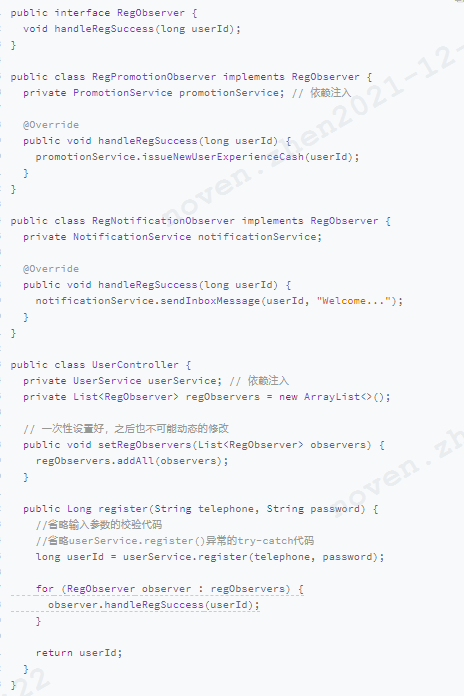 public interface RegObserver {
  void handleRegSuccess(long userId);
}

public class RegPromotionObserver implements RegObserver {
  private PromotionService promotionService; // 依赖注入

  @Override
  public void handleRegSuccess(long userId) {
    promotionService.issueNewUserExperienceCash(userId);
  }
}

public class RegNotificationObserver implements RegObserver {
  private NotificationService notificationService;

  @Override
  public void handleRegSuccess(long userId) {
    notificationService.sendInboxMessage(userId, "Welcome...");
  }
}

public class UserController {
  private UserService userService; // 依赖注入
  private List<RegObserver> regObservers = new ArrayList<>();

  // 一次性设置好，之后也不可能动态的修改
  public void setRegObservers(List<RegObserver> observers) {
    regObservers.addAll(observers);
  }

  public Long register(String telephone, String password) {
    //省略输入参数的校验代码
    //省略userService.register()异常的try-catch代码
    long userId = userService.register(telephone, password);

    for (RegObserver observer : regObservers) {
      observer.handleRegSuccess(userId);
    }

    return userId;
  }
}
noven.zhen2021-12-
noven.zh
-22